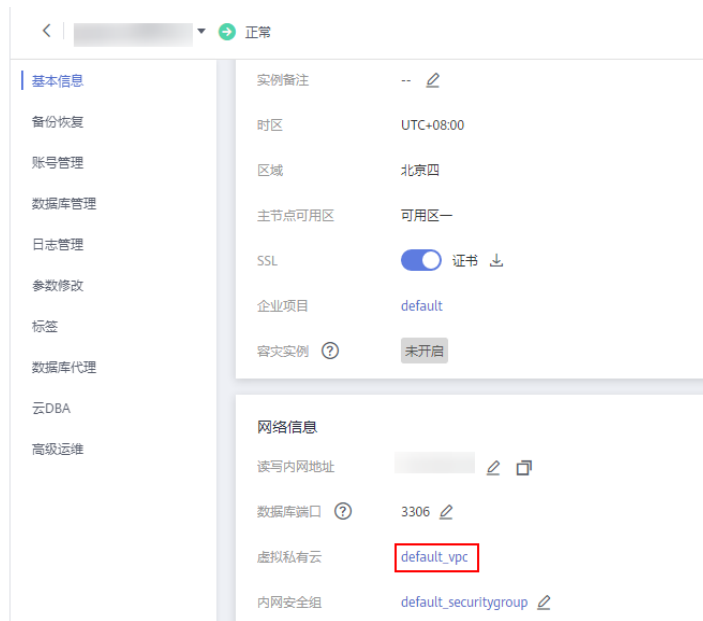 正常
基本信息
备份恢复
账号管理
数据库管理
日志管理
参数修改
标签
数据库代理
云DBA
高级运维
实例备注 --
时区 UTC+08:00
区域 北京四
主节点可用区 可用区一
SSL 证书
企业项目 default
容灾实例 ? 未开启
网络信息
读写内网地址
数据库端口 ? 3306
虚拟私有云 default_vpc
内网安全组 default_securitygroup